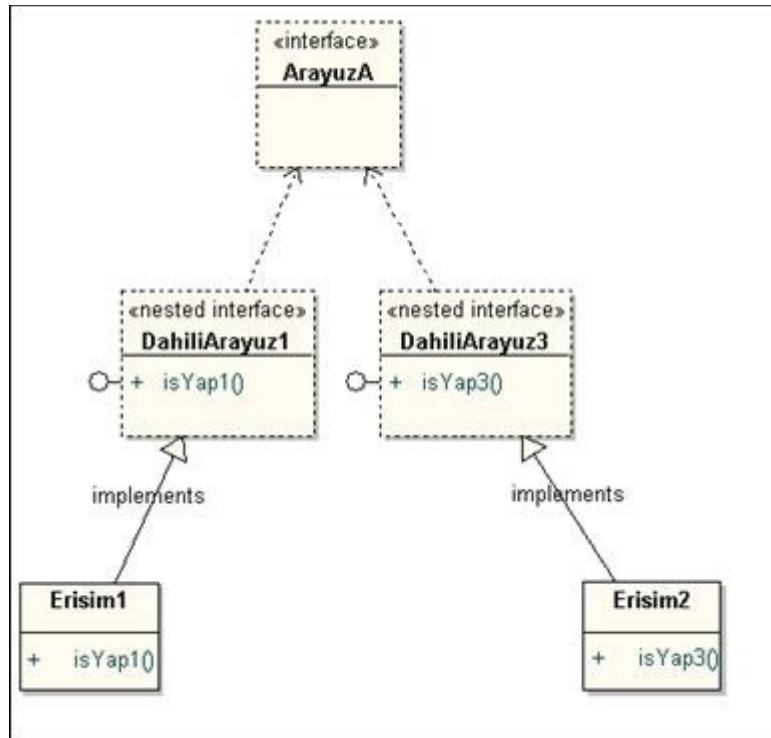 «interface»
ArayuzA
«nested interface»
DahiliArayuz1
+ isYap1()
«nested interface»
DahiliArayuz3
+ isYap3()
implements
implements
Erisim1
+ isYap1()
Erisim2
+ isYap3()